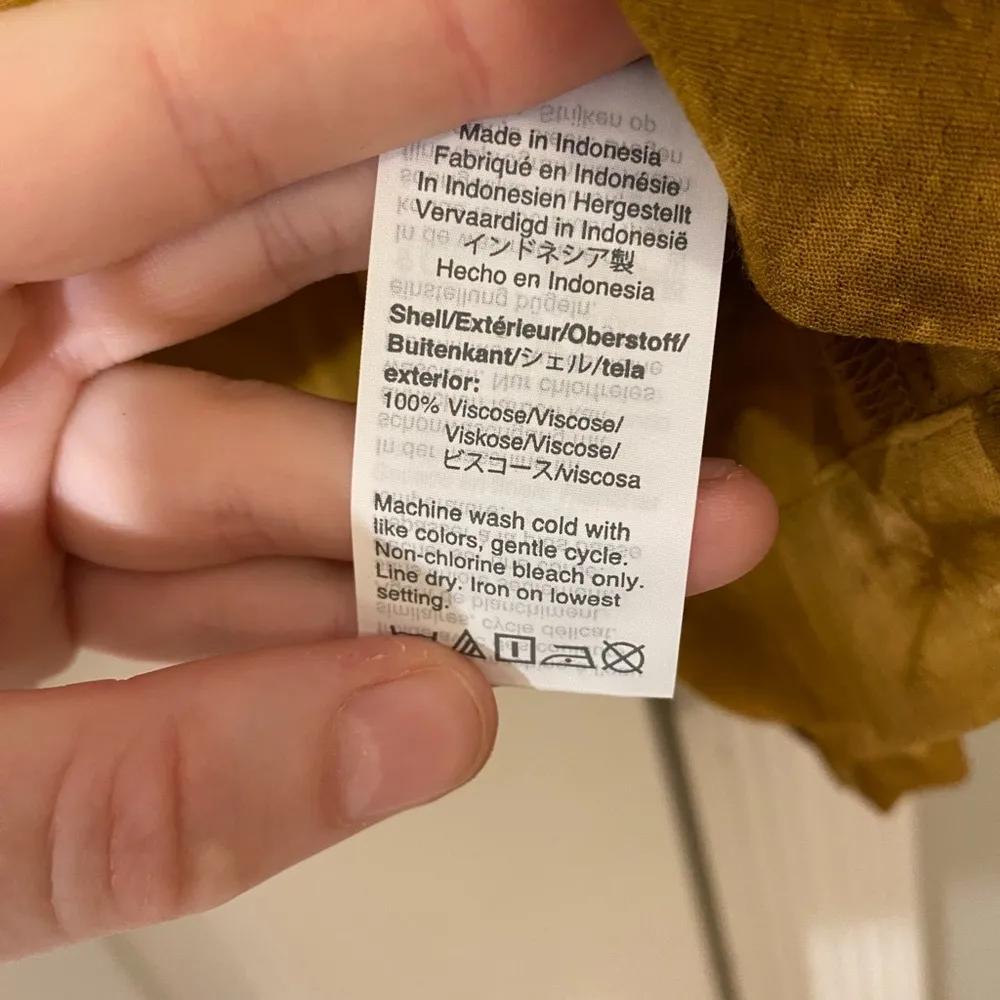 Made in Indonesia
Fabriqué en Indonésie
In Indonesien Hergestellt
Vervaardigd in Indonesië
インドネシア製
Hecho en Indonesia
Shell/Extérieur/Oberstoff/
Buitenkant/シェル/tela
exterior:
100% Viscose/Viscose/
Viskose/Viscose/
ビスコース/viscosa
Machine wash cold with
like colors, gentle cycle.
Non-chlorine bleach only.
Line dry. Iron on lowest
setting.